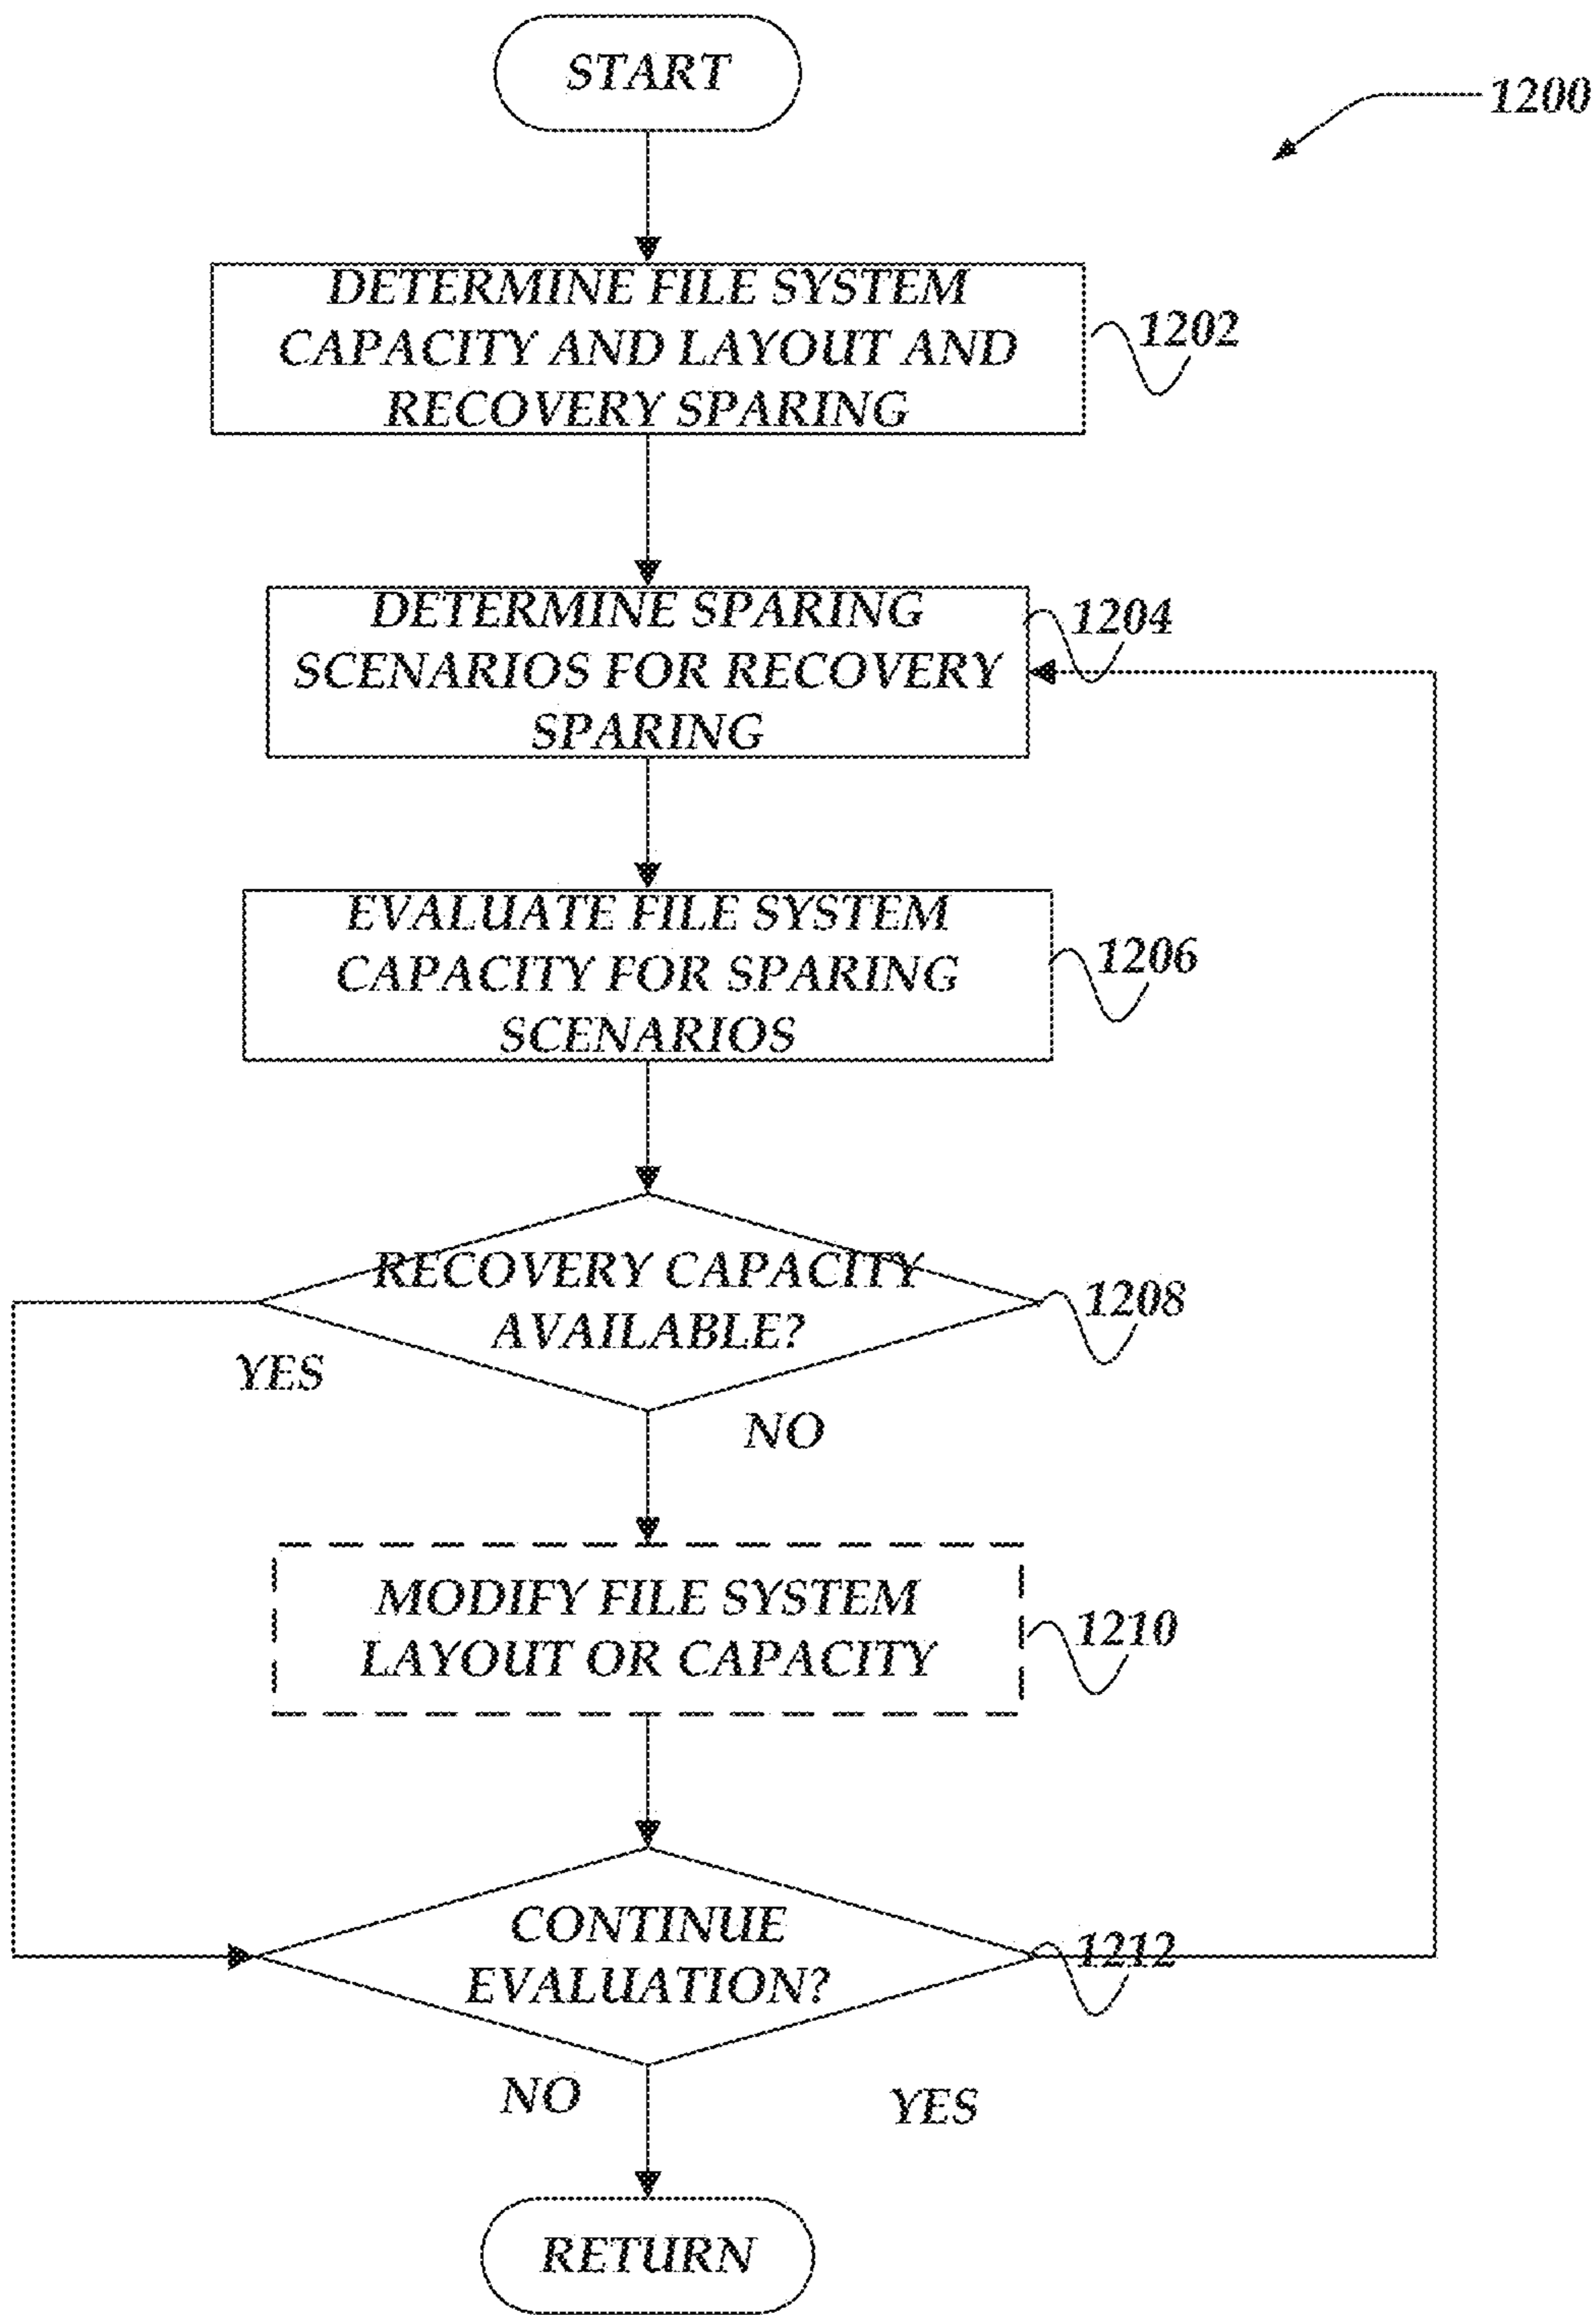 START
1200
DETERMINE FILE SYSTEM
CAPACITY AND LAYOUT AND
RECOVERY SPARING
1202
DETERMINE SPARING
SCENARIOS FOR RECOVERY
SPARING
1204
EVALUATE FILE SYSTEM
CAPACITY FOR SPARING
SCENARIOS
1206
RECOVERY CAPACITY
AVAILABLE?
1208
YES
NO
MODIFY FILE SYSTEM
LAYOUT OR CAPACITY
1210
CONTINUE
EVALUATION?
1212
NO
YES
RETURN